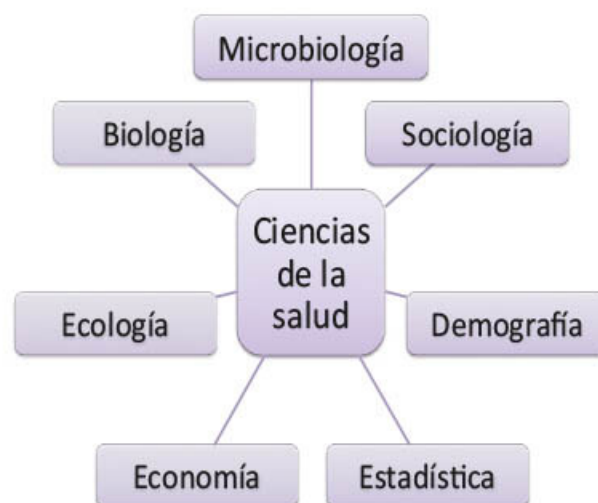 Microbiología
Biología
Sociología
Ciencias
de la
salud
Ecología
Demografía
Economía
Estadística